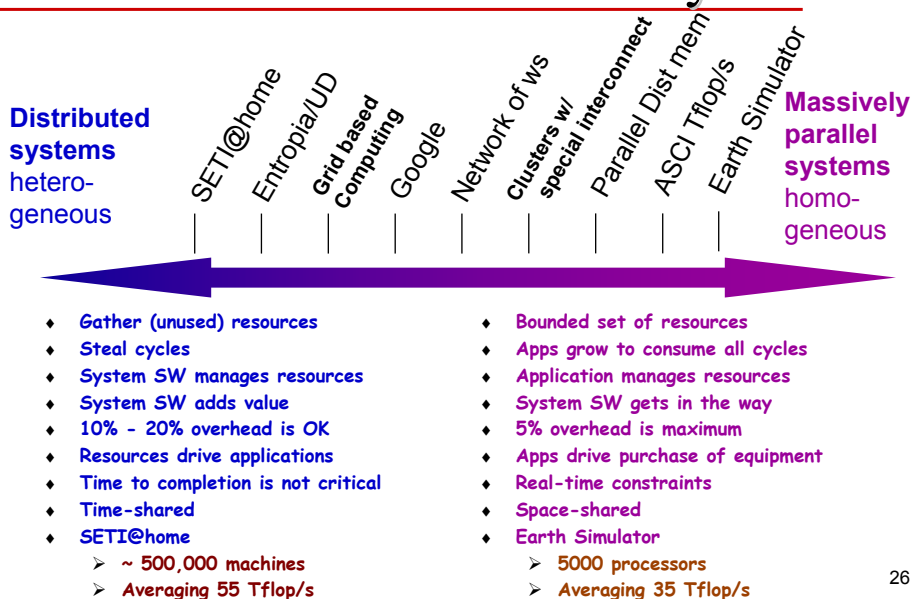 Distributed
systems
hetero-
geneous
SETI@home
Entropia/UD
Grid based
Computing
Google
Network of ws
Clusters w/
special interconnect
Parallel Dist mem
ASCI Tflop/s
Earth Simulator
Massively
parallel
systems
homo-
geneous
♦ Gather (unused) resources
♦ Steal cycles
♦ System SW manages resources
♦ System SW adds value
♦ 10% - 20% overhead is OK
♦ Resources drive applications
♦ Time to completion is not critical
♦ Time-shared
♦ SETI@home
➢ ~ 500,000 machines
➢ Averaging 55 Tflop/s
♦ Bounded set of resources
♦ Apps grow to consume all cycles
♦ Application manages resources
♦ System SW gets in the way
♦ 5% overhead is maximum
♦ Apps drive purchase of equipment
♦ Real-time constraints
♦ Space-shared
♦ Earth Simulator
➢ 5000 processors
➢ Averaging 35 Tflop/s
26